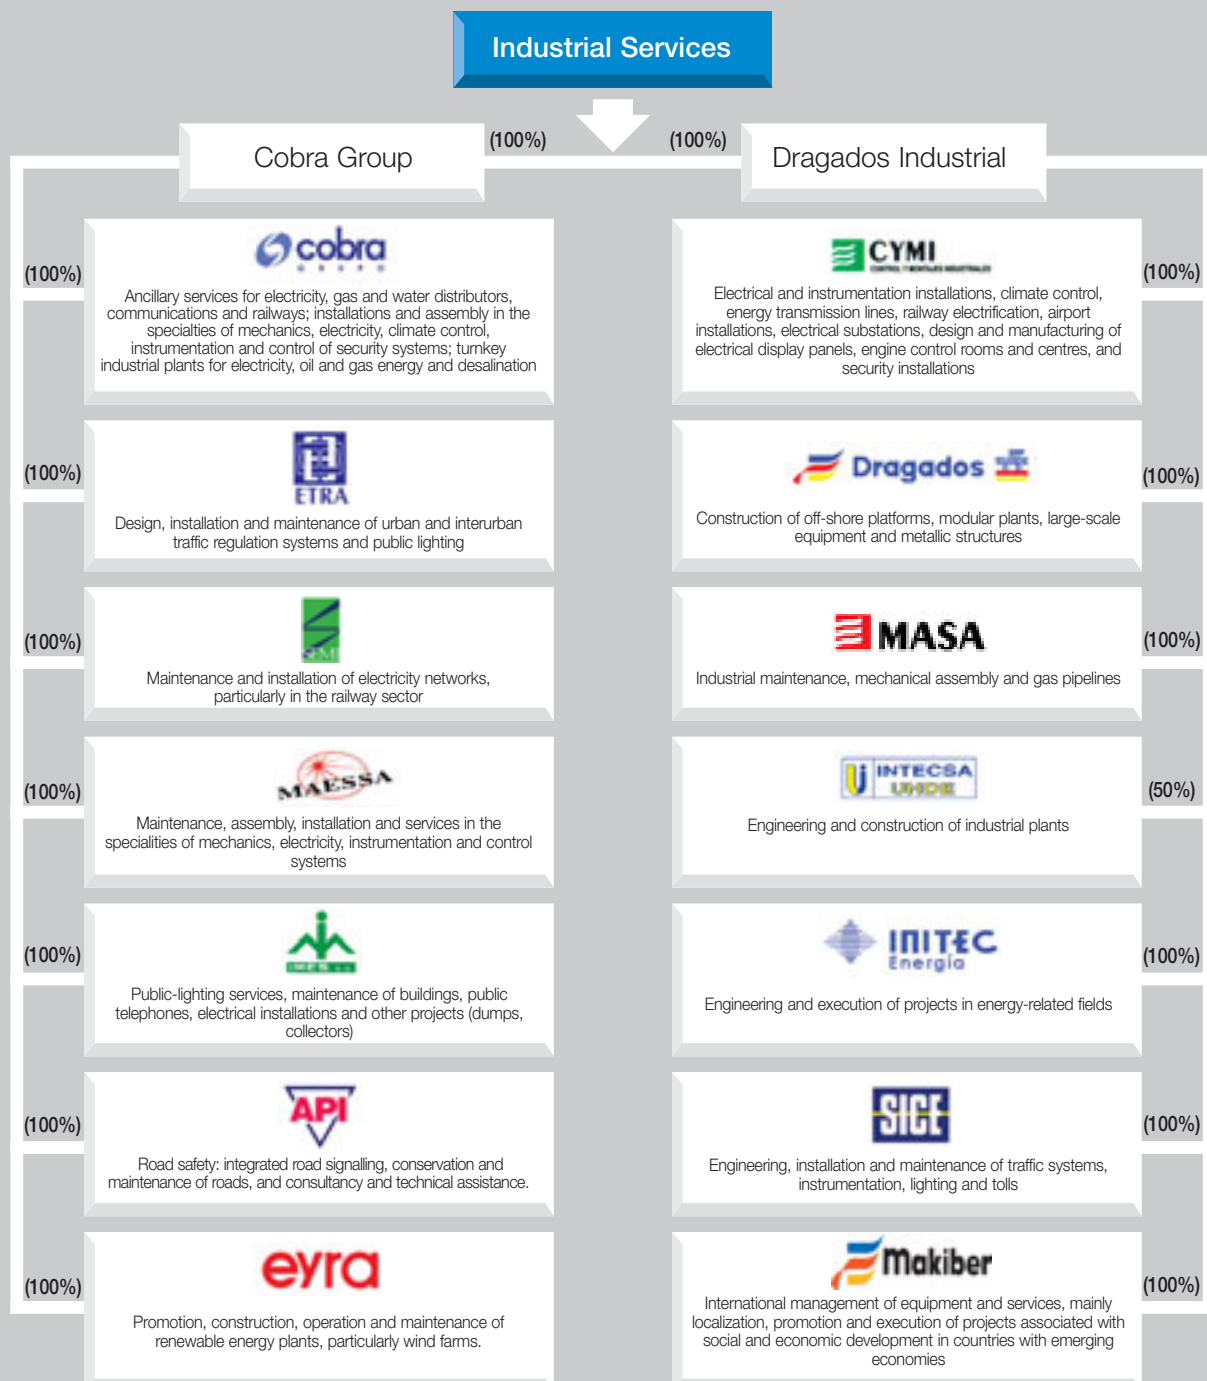 Industrial Services
Cobra Group
(100%)
(100%)
Dragados Industrial
(100%)
cobra
GRUPO
Ancillary services for electricity, gas and water distributors,
communications and railways; installations and assembly in the
specialties of mechanics, electricity, climate control,
instrumentation and control of security systems; turnkey
industrial plants for electricity, oil and gas energy and desalination
(100%)
ETRA
Design, installation and maintenance of urban and interurban
traffic regulation systems and public lighting
(100%)
Maintenance and installation of electricity networks,
particularly in the railway sector
(100%)
MAESSA
Maintenance, assembly, installation and services in the
specialities of mechanics, electricity, instrumentation and control
systems
(100%)
Public-lighting services, maintenance of buildings, public
telephones, electrical installations and other projects (dumps,
collectors)
(100%)
API
Road safety: integrated road signalling, conservation and
maintenance of roads, and consultancy and technical assistance.
(100%)
eyra
Promotion, construction, operation and maintenance of
renewable energy plants, particularly wind farms.
CYMI
CONTROL Y MONTAJES INDUSTRIALES
(100%)
Electrical and instrumentation installations, climate control,
energy transmission lines, railway electrification, airport
installations, electrical substations, design and manufacturing of
electrical display panels, engine control rooms and centres, and
security installations
Dragados
(100%)
Construction of off-shore platforms, modular plants, large-scale
equipment and metallic structures
MASA
(100%)
Industrial maintenance, mechanical assembly and gas pipelines
INTECSA
UHDE
(50%)
Engineering and construction of industrial plants
INITEC
Energía
(100%)
Engineering and execution of projects in energy-related fields
SICE
(100%)
Engineering, installation and maintenance of traffic systems,
instrumentation, lighting and tolls
Makiber
(100%)
International management of equipment and services, mainly
localization, promotion and execution of projects associated with
social and economic development in countries with emerging
economies